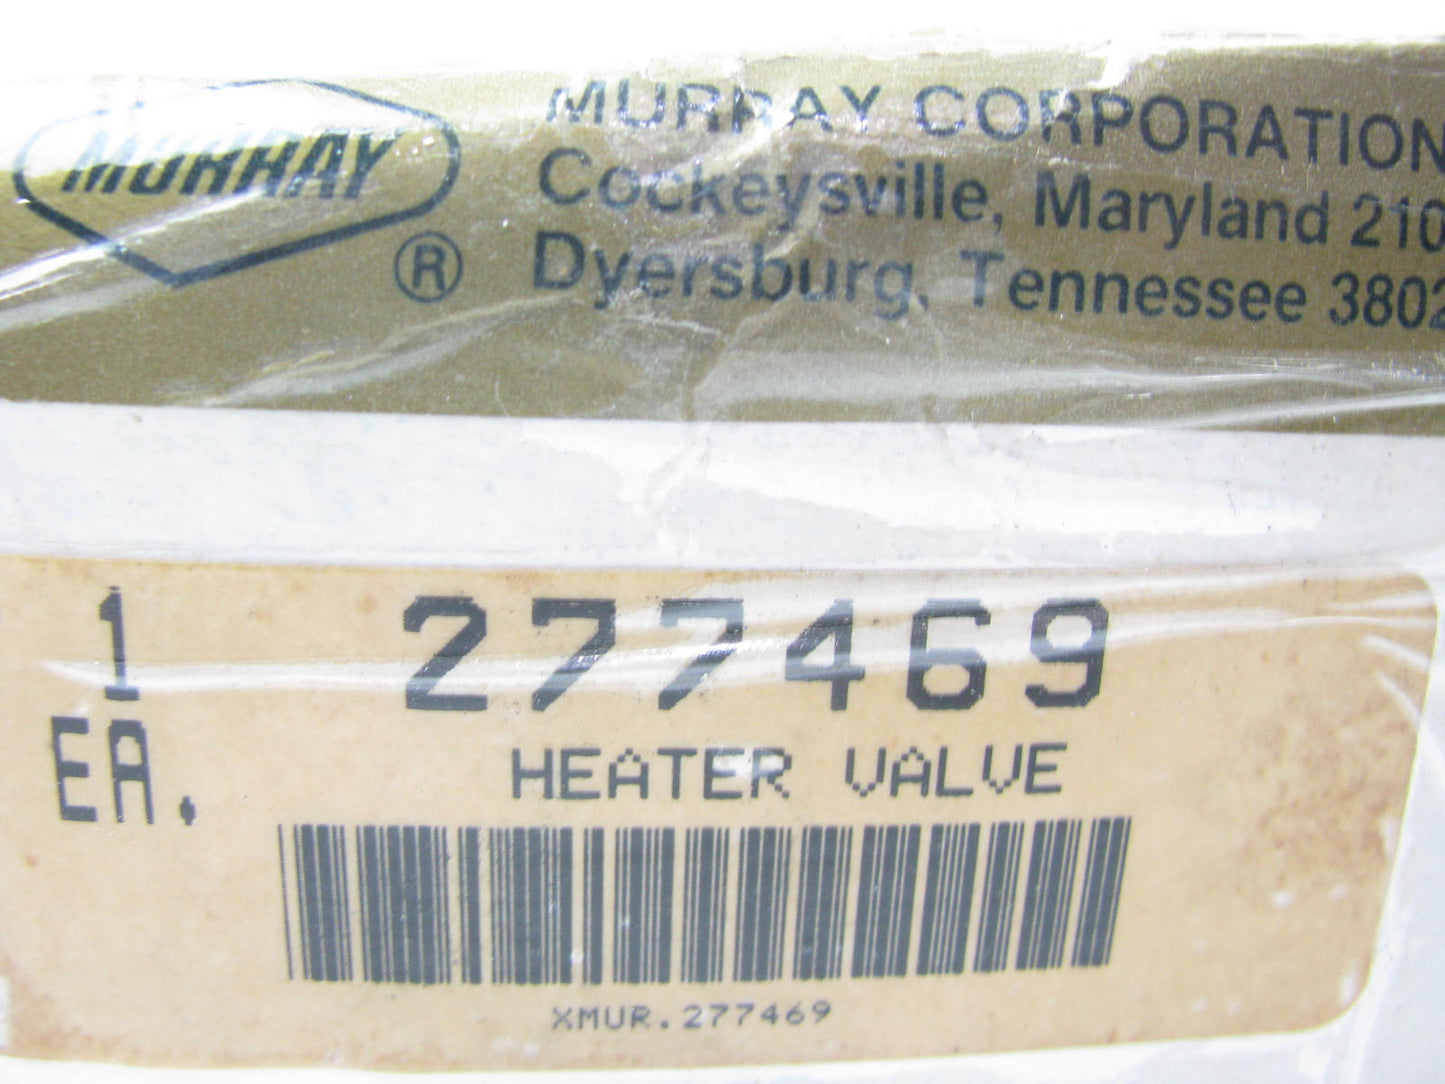 MURRAY
®
MURRAY CORPORATION
Cockeysville, Maryland 210
Dyersburg, Tennessee 3802
1
EA.
277469
HEATER VALVE
XMUR.277469